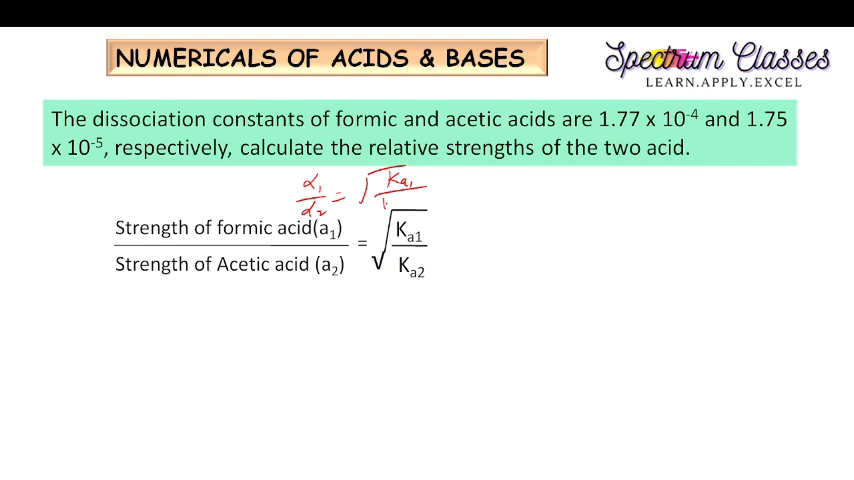 NUMERICALS OF ACIDS & BASES
Spectrum Classes
LEARN.APPLY.EXCEL
The dissociation constants of formic and acetic acids are 1.77 x 10⁻⁴ and 1.75
x 10⁻⁵, respectively, calculate the relative strengths of the two acid.
α₁/α₂ = √Ka₁
Strength of formic acid(a₁) / Strength of Acetic acid (a₂) = √Kₐ₁/Kₐ₂